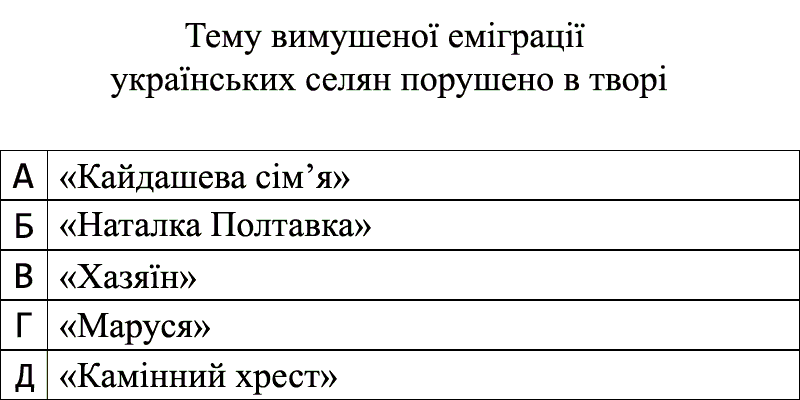 Тему вимушеної еміграції
українських селян порушено в творі
А «Кайдашева сім’я»
Б «Наталка Полтавка»
В «Хазяїн»
Г «Маруся»
Д «Камінний хрест»